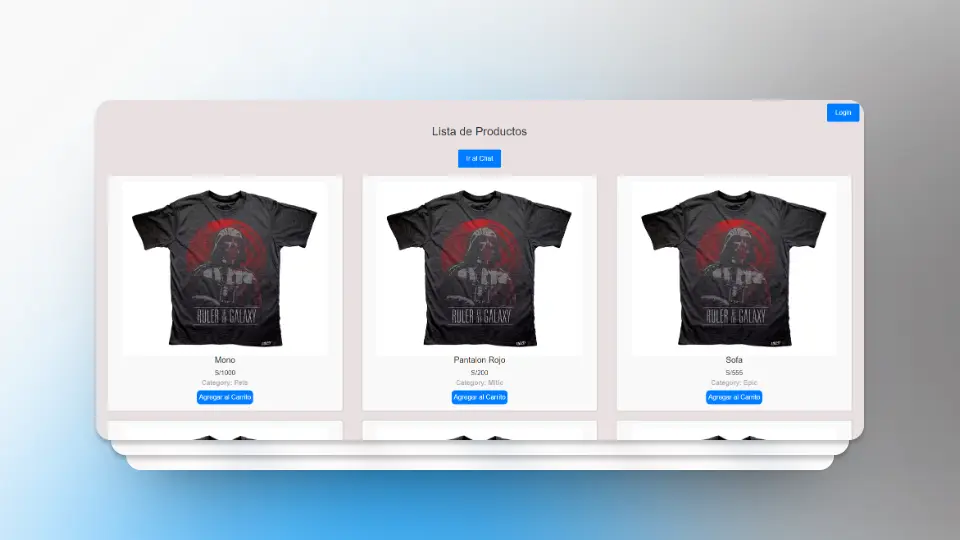 Login
Lista de Productos
Ir al Chat
RULER OF THE GALAXY
RULER OF THE GALAXY
RULER OF THE GALAXY
Mono
Pantalon Rojo
Sofa
S/1000
S/200
S/555
Category: Pets
Category: Mitic
Category: Epic
Agregar al Carrito
Agregar al Carrito
Agregar al Carrito